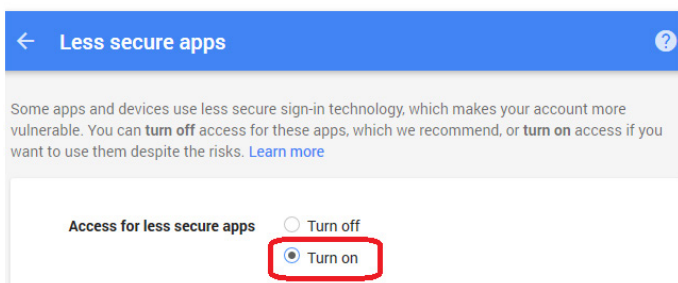 Less secure apps
Some apps and devices use less secure sign-in technology, which makes your account more
vulnerable. You can turn off access for these apps, which we recommend, or turn on access if you
want to use them despite the risks. Learn more
Access for less secure apps Turn off
Turn on